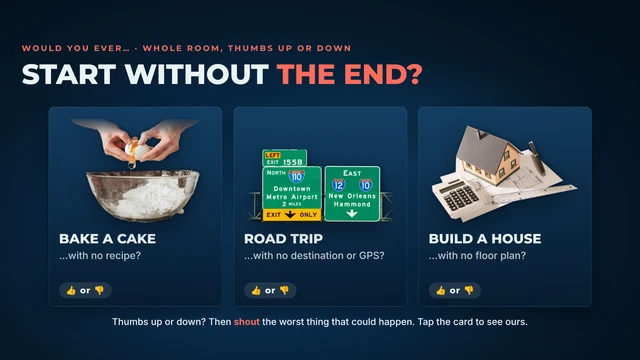 WOULD YOU EVER… · WHOLE ROOM, THUMBS UP OR DOWN
START WITHOUT THE END?
LEFT
EXIT 155B
NORTH 110
Downtown
Metro Airport
2 MILES
EXIT ONLY
EAST
12 10
New Orleans
Hammond
BAKE A CAKE
...with no recipe?
👍 or 👎
ROAD TRIP
...with no destination or GPS?
👍 or 👎
BUILD A HOUSE
...with no floor plan?
👍 or 👎
Thumbs up or down? Then shout the worst thing that could happen. Tap the card to see ours.